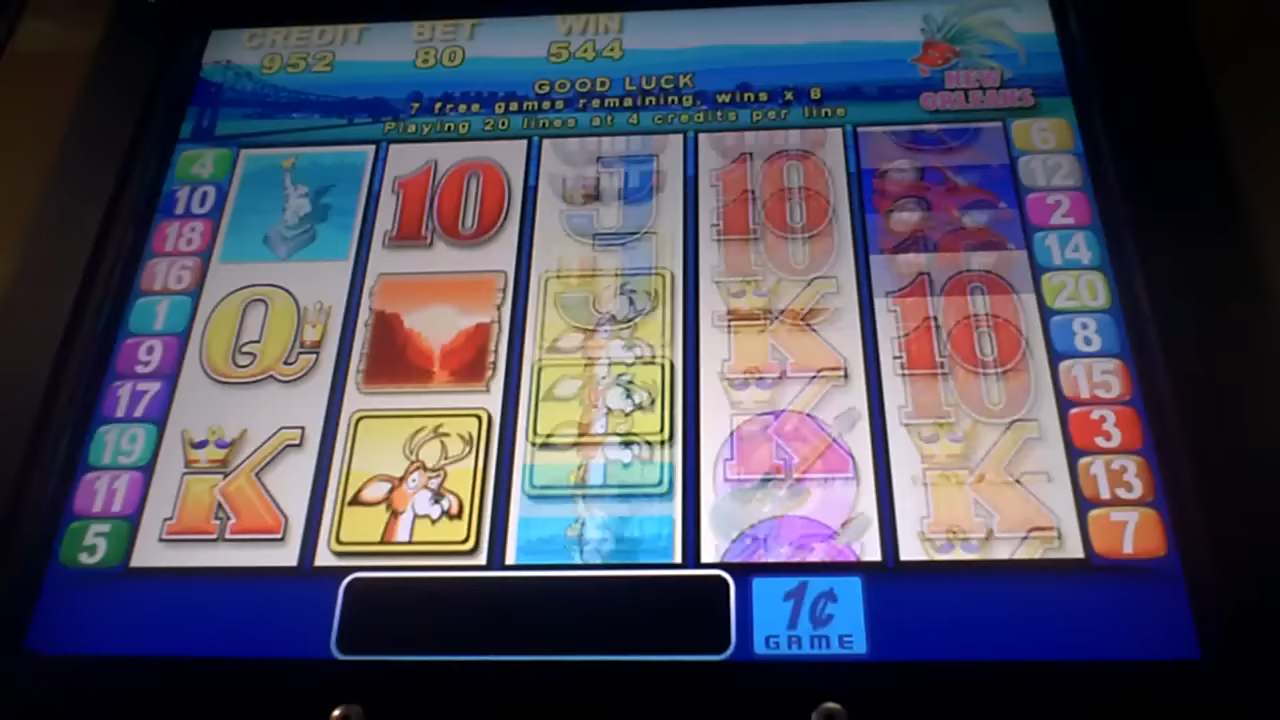 CREDIT BET WIN
952 80 544
GOOD LUCK
7 free games remaining, wins x 8
Playing 20 lines at 4 credits per line
NEW
ORLEANS
4 6
10 12
18 2
16 14
1 20
9 8
17 15
19 3
11 13
5 7
10 J 10
Q K 10
K K K
1¢
GAME